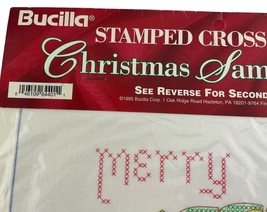 Bucilla®
STAMPED CROSS
Christmas Sam
SEE REVERSE FOR SECOND
©1995 Bucilla Corp. 1 Oak Ridge Road Hazleton, PA 18201-9764
Merry